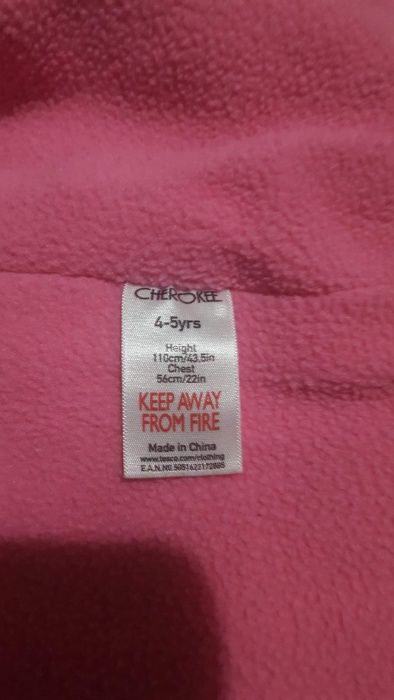 CHEROKEE
4-5yrs
Height
110cm/43.5in
Chest
56cm/22in
KEEP AWAY
FROM FIRE
Made in China
www.tesco.com/clothing
E.A.N.NO.